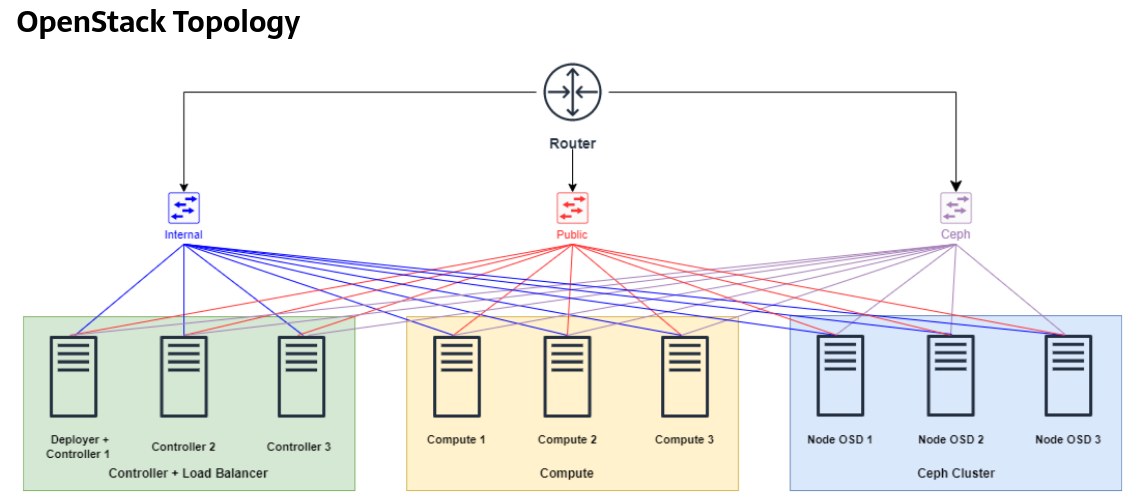 OpenStack Topology
Router
Internal
Public
Ceph
Deployer +
Controller 1
Controller 2
Controller 3
Controller + Load Balancer
Compute 1
Compute 2
Compute 3
Compute
Node OSD 1
Node OSD 2
Node OSD 3
Ceph Cluster